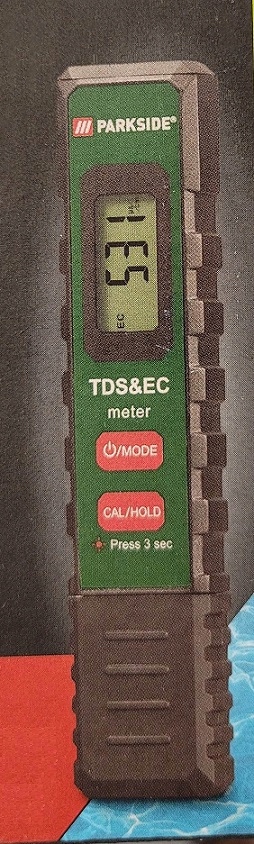 PARKSIDE®
EC
531
TDS&EC
meter
/MODE
CAL/HOLD
Press 3 sec